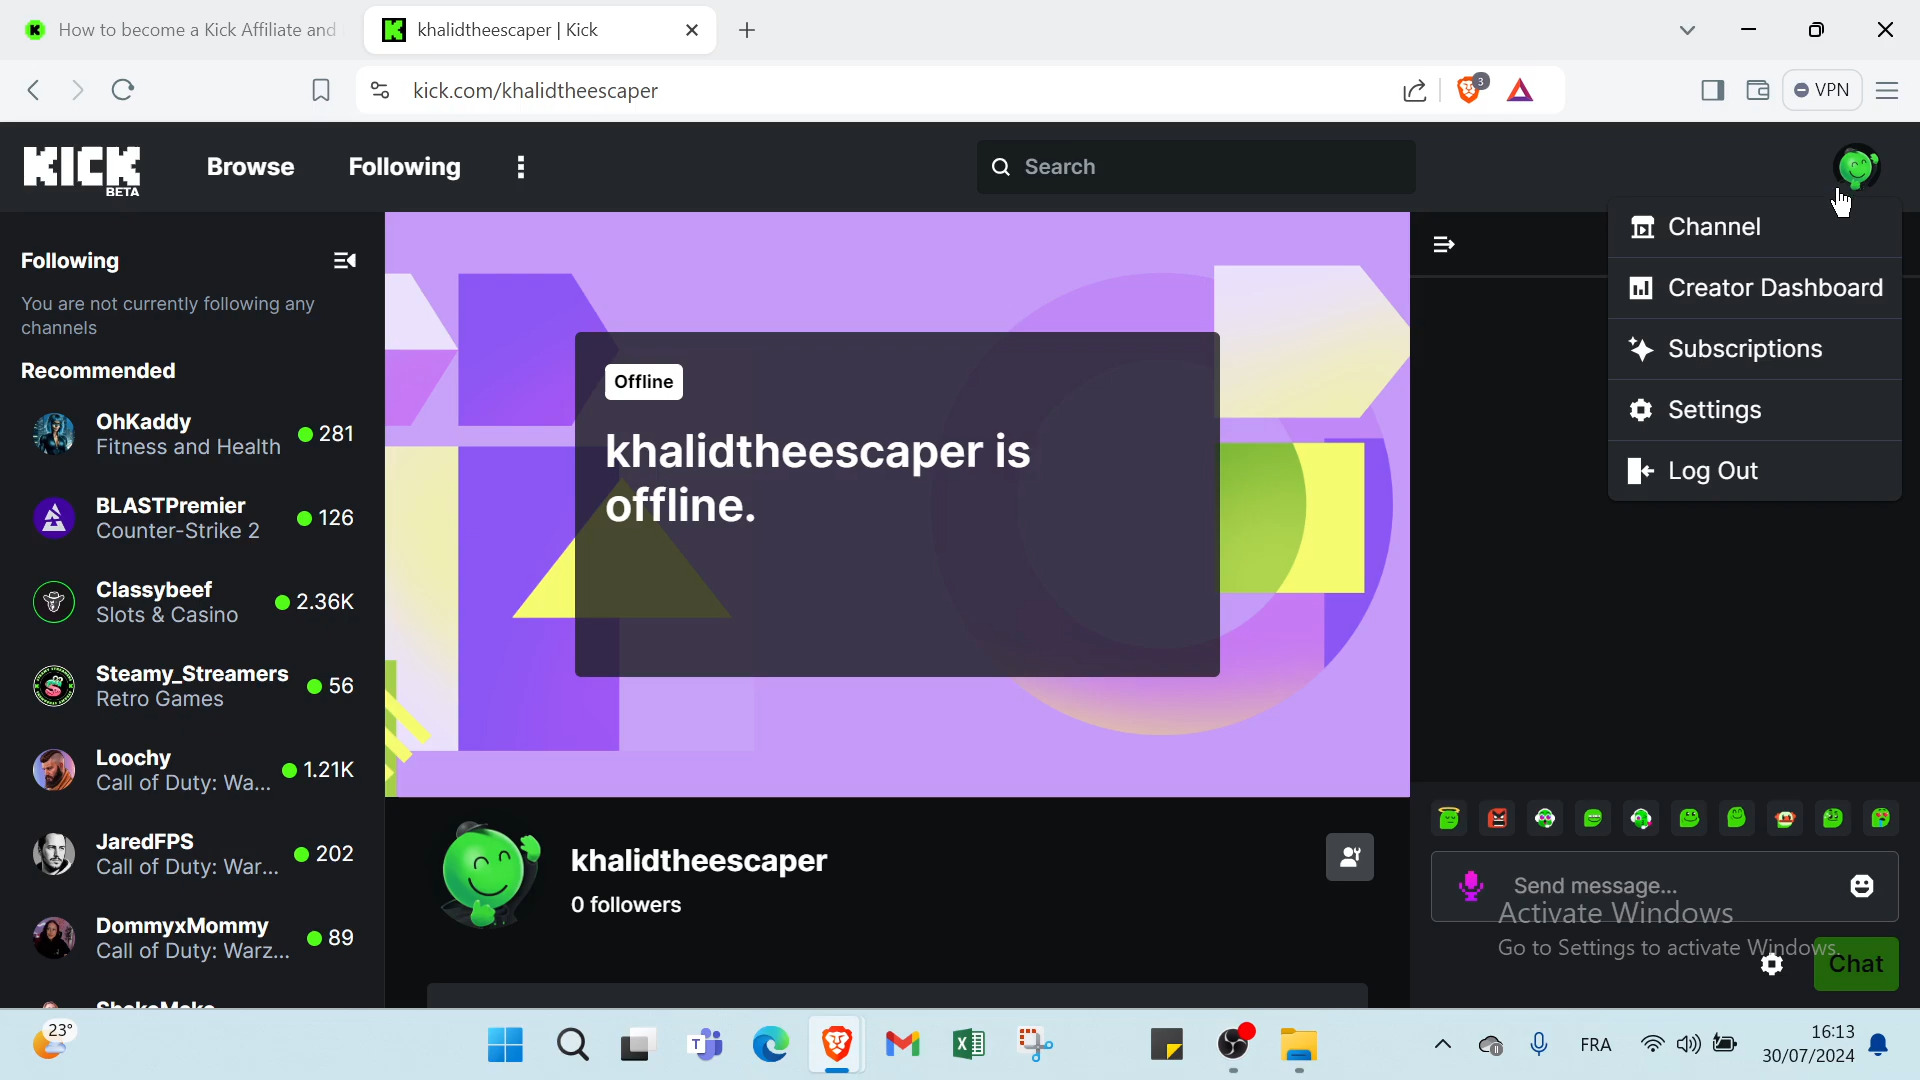 How to become a Kick Affiliate and
khalidtheescaper | Kick
kick.com/khalidtheescaper
3
VPN
KICK
BETA
Browse
Following
Search
Channel
Creator Dashboard
Subscriptions
Settings
Log Out
Following
You are not currently following any
channels
Recommended
OhKaddy
Fitness and Health
281
BLASTPremier
Counter-Strike 2
126
Classybeef
Slots & Casino
2.36K
Steamy_Streamers
Retro Games
56
Loochy
Call of Duty: Wa...
1.21K
JaredFPS
Call of Duty: War...
202
DommyxMommy
Call of Duty: Warz...
89
Offline
khalidtheescaper is
offline.
khalidtheescaper
0 followers
Send message...
Activate Windows
Go to Settings to activate Windows.
Chat
23°
FRA
16:13
30/07/2024